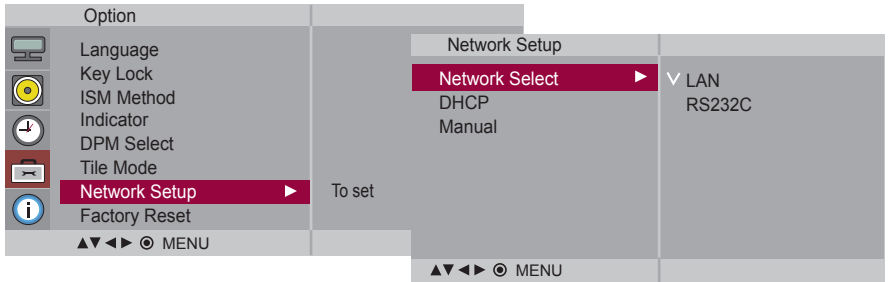 Option
Language
Key Lock
ISM Method
Indicator
DPM Select
Tile Mode
Network Setup ► To set
Factory Reset
▲▼◄► ◉ MENU
Network Setup
Network Select ► ✓ LAN
DHCP RS232C
Manual
▲▼◄► ◉ MENU